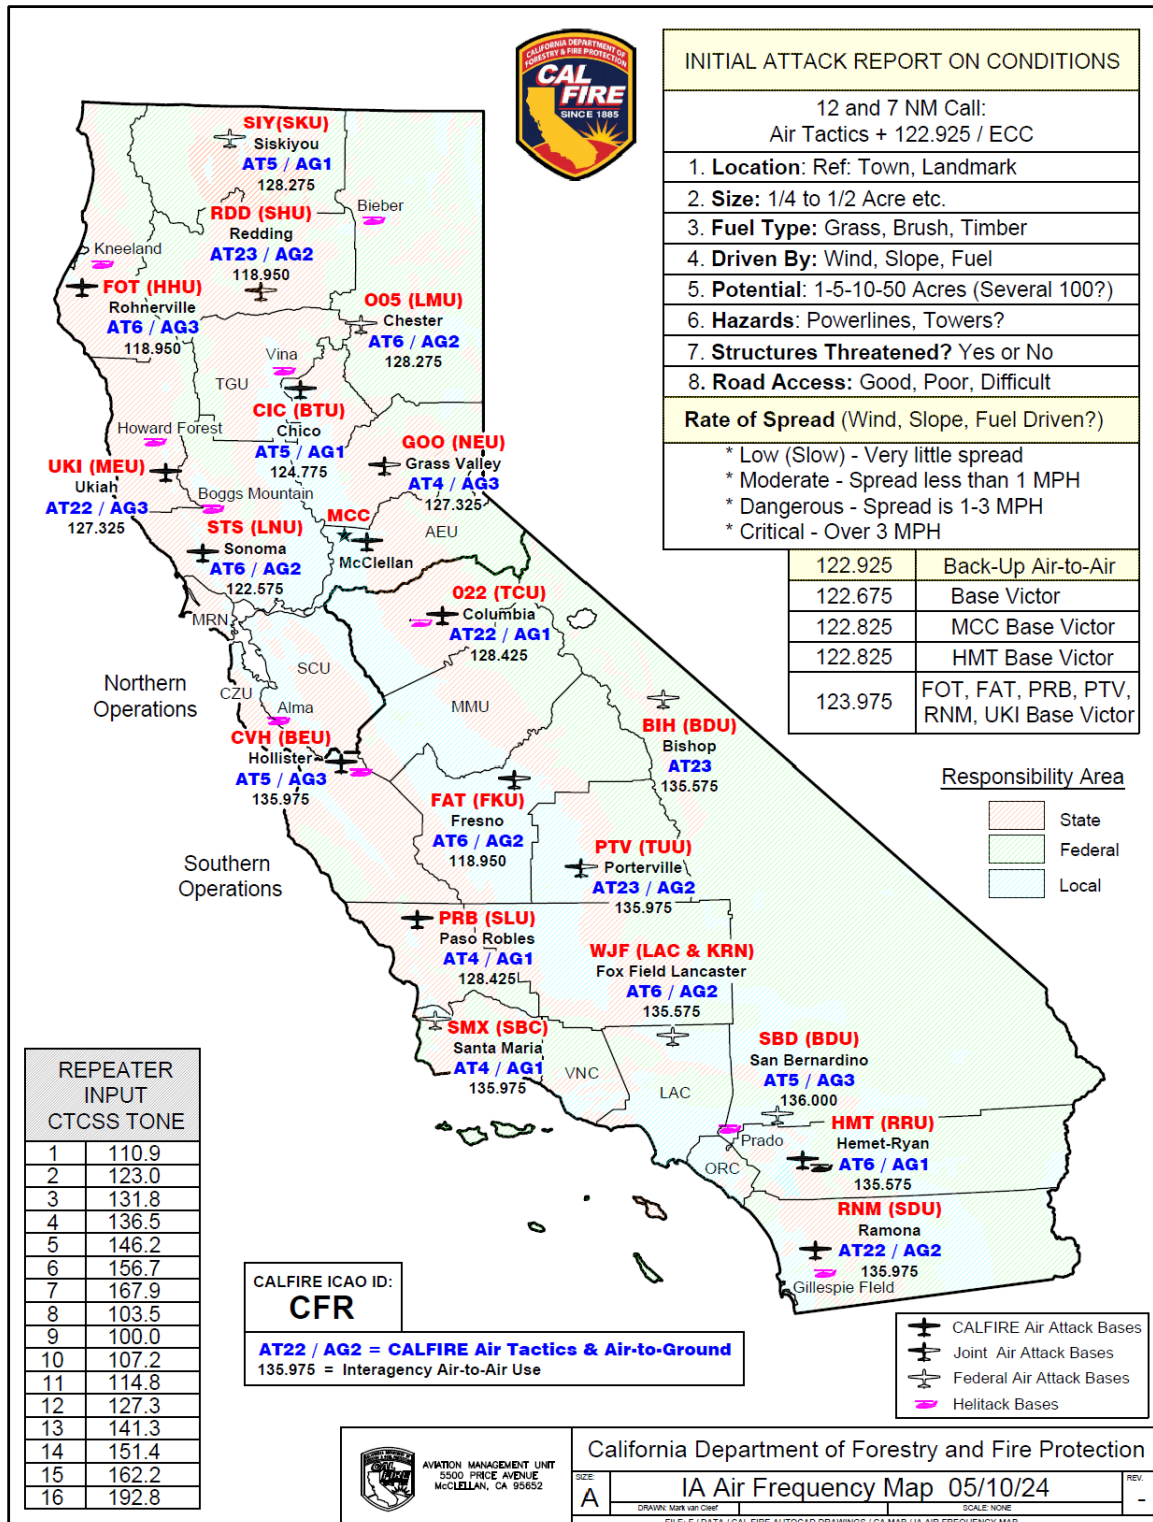 CALIFORNIA DEPARTMENT OF
FORESTRY & FIRE PROTECTION
CAL
FIRE
SINCE 1885
INITIAL ATTACK REPORT ON CONDITIONS
12 and 7 NM Call:
Air Tactics + 122.925 / ECC
1. Location: Ref: Town, Landmark
2. Size: 1/4 to 1/2 Acre etc.
3. Fuel Type: Grass, Brush, Timber
4. Driven By: Wind, Slope, Fuel
5. Potential: 1-5-10-50 Acres (Several 100?)
6. Hazards: Powerlines, Towers?
7. Structures Threatened? Yes or No
8. Road Access: Good, Poor, Difficult
Rate of Spread (Wind, Slope, Fuel Driven?)
* Low (Slow) - Very little spread
* Moderate - Spread less than 1 MPH
* Dangerous - Spread is 1-3 MPH
* Critical - Over 3 MPH
122.925 Back-Up Air-to-Air
122.675 Base Victor
122.825 MCC Base Victor
122.825 HMT Base Victor
123.975 FOT, FAT, PRB, PTV,
RNM, UKI Base Victor
Responsibility Area
State
Federal
Local
SIY(SKU)
Siskiyou
AT5 / AG1
128.275
RDD (SHU)
Redding
AT23 / AG2
118.950
Bieber
Kneeland
FOT (HHU)
Rohnerville
AT6 / AG3
118.950
O05 (LMU)
Chester
AT6 / AG2
128.275
Vina
TGU
CIC (BTU)
Chico
AT5 / AG1
124.775
Howard Forest
GOO (NEU)
Grass Valley
AT4 / AG3
127.325
UKI (MEU)
Ukiah
AT22 / AG3
127.325
Boggs Mountain
STS (LNU)
Sonoma
AT6 / AG2
122.575
MCC
McClellan
AEU
MRN
O22 (TCU)
Columbia
AT22 / AG1
128.425
SCU
CZU
Alma
MMU
Northern
Operations
CVH (BEU)
Hollister
AT5 / AG3
135.975
BIH (BDU)
Bishop
AT23
135.575
FAT (FKU)
Fresno
AT6 / AG2
118.950
PTV (TUU)
Porterville
AT23 / AG2
135.975
Southern
Operations
PRB (SLU)
Paso Robles
AT4 / AG1
128.425
WJF (LAC & KRN)
Fox Field Lancaster
AT6 / AG2
135.575
SMX (SBC)
Santa Maria
AT4 / AG1
135.975
VNC
LAC
SBD (BDU)
San Bernardino
AT5 / AG3
136.000
Prado
ORC
HMT (RRU)
Hemet-Ryan
AT6 / AG1
135.575
RNM (SDU)
Ramona
AT22 / AG2
135.975
Gillespie FIeld
REPEATER
INPUT
CTCSS TONE
1 110.9
2 123.0
3 131.8
4 136.5
5 146.2
6 156.7
7 167.9
8 103.5
9 100.0
10 107.2
11 114.8
12 127.3
13 141.3
14 151.4
15 162.2
16 192.8
CALFIRE ICAO ID:
CFR
AT22 / AG2 = CALFIRE Air Tactics & Air-to-Ground
135.975 = Interagency Air-to-Air Use
CALFIRE Air Attack Bases
Joint Air Attack Bases
Federal Air Attack Bases
Helitack Bases
CAL
FIRE
AVIATION MANAGEMENT UNIT
5500 PRICE AVENUE
McCLELLAN, CA 95652
California Department of Forestry and Fire Protection
SIZE:
A
IA Air Frequency Map 05/10/24
REV.
-
DRAWN: Mark van Cleef
SCALE: NONE
FILE: F / DATA / CAL FIRE AUTOCAD DRAWINGS / CA MAP / IA AIR FREQUENCY MAP